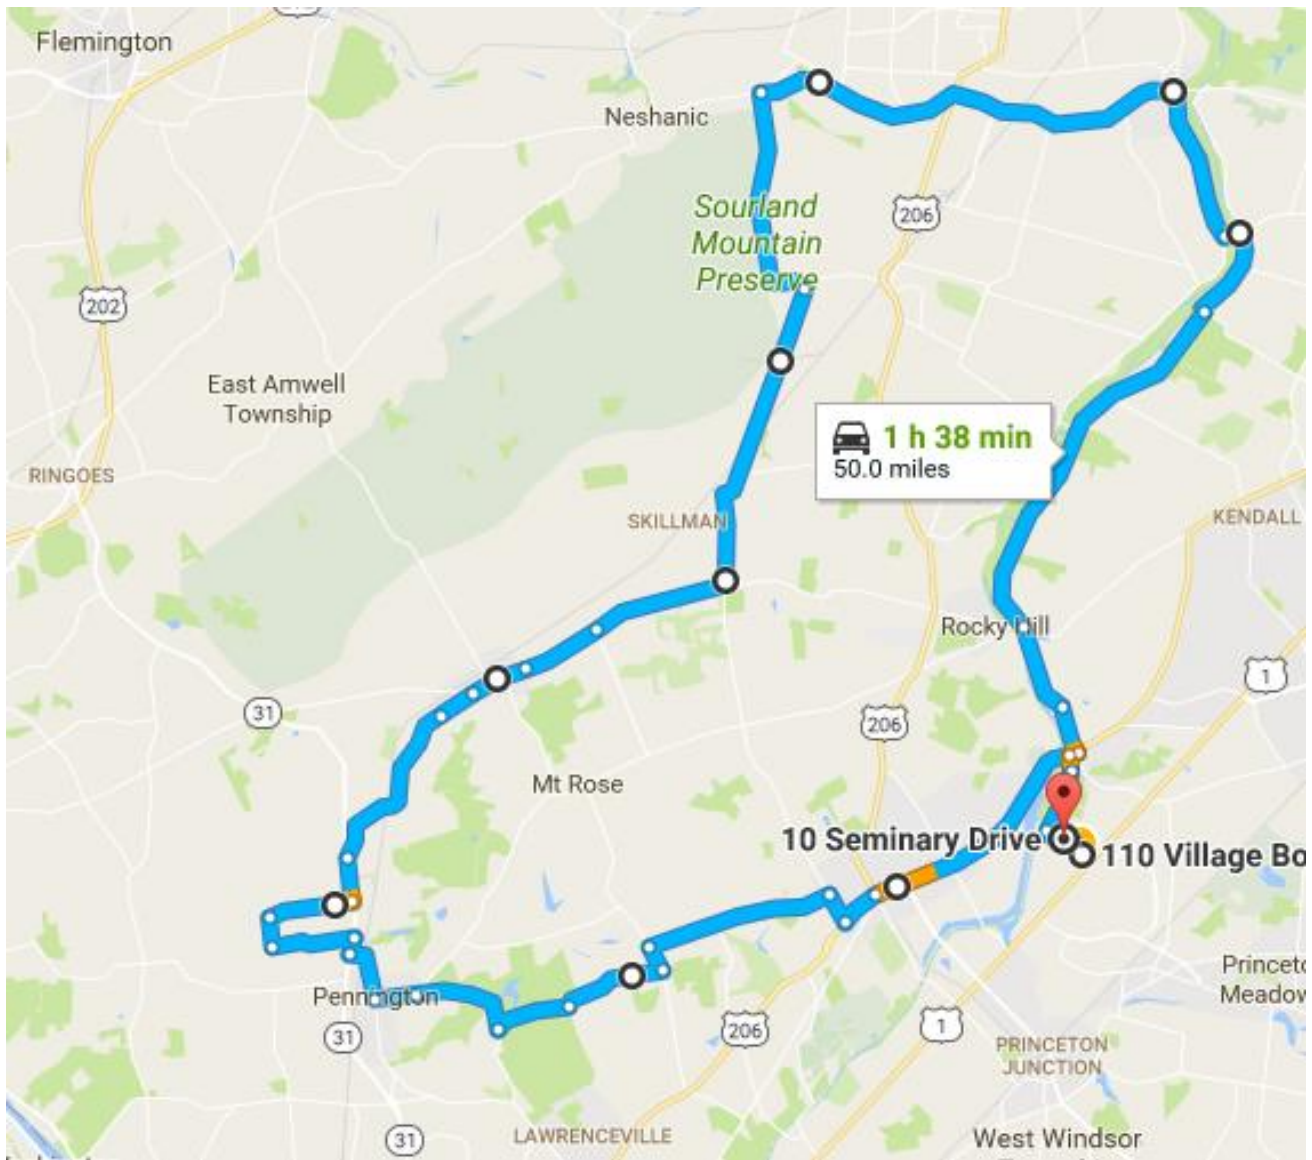 Flemington
Neshanic
Sourland
Mountain
Preserve
206
202
East Amwell
Township
1 h 38 min
50.0 miles
RINGOES
KENDALL
SKILLMAN
Rocky Hill
1
31
206
Mt Rose
10 Seminary Drive
110 Village Bo
Princeto
Meadow
Pennington
31
206
1
PRINCETON
JUNCTION
LAWRENCEVILLE
31
West Windsor